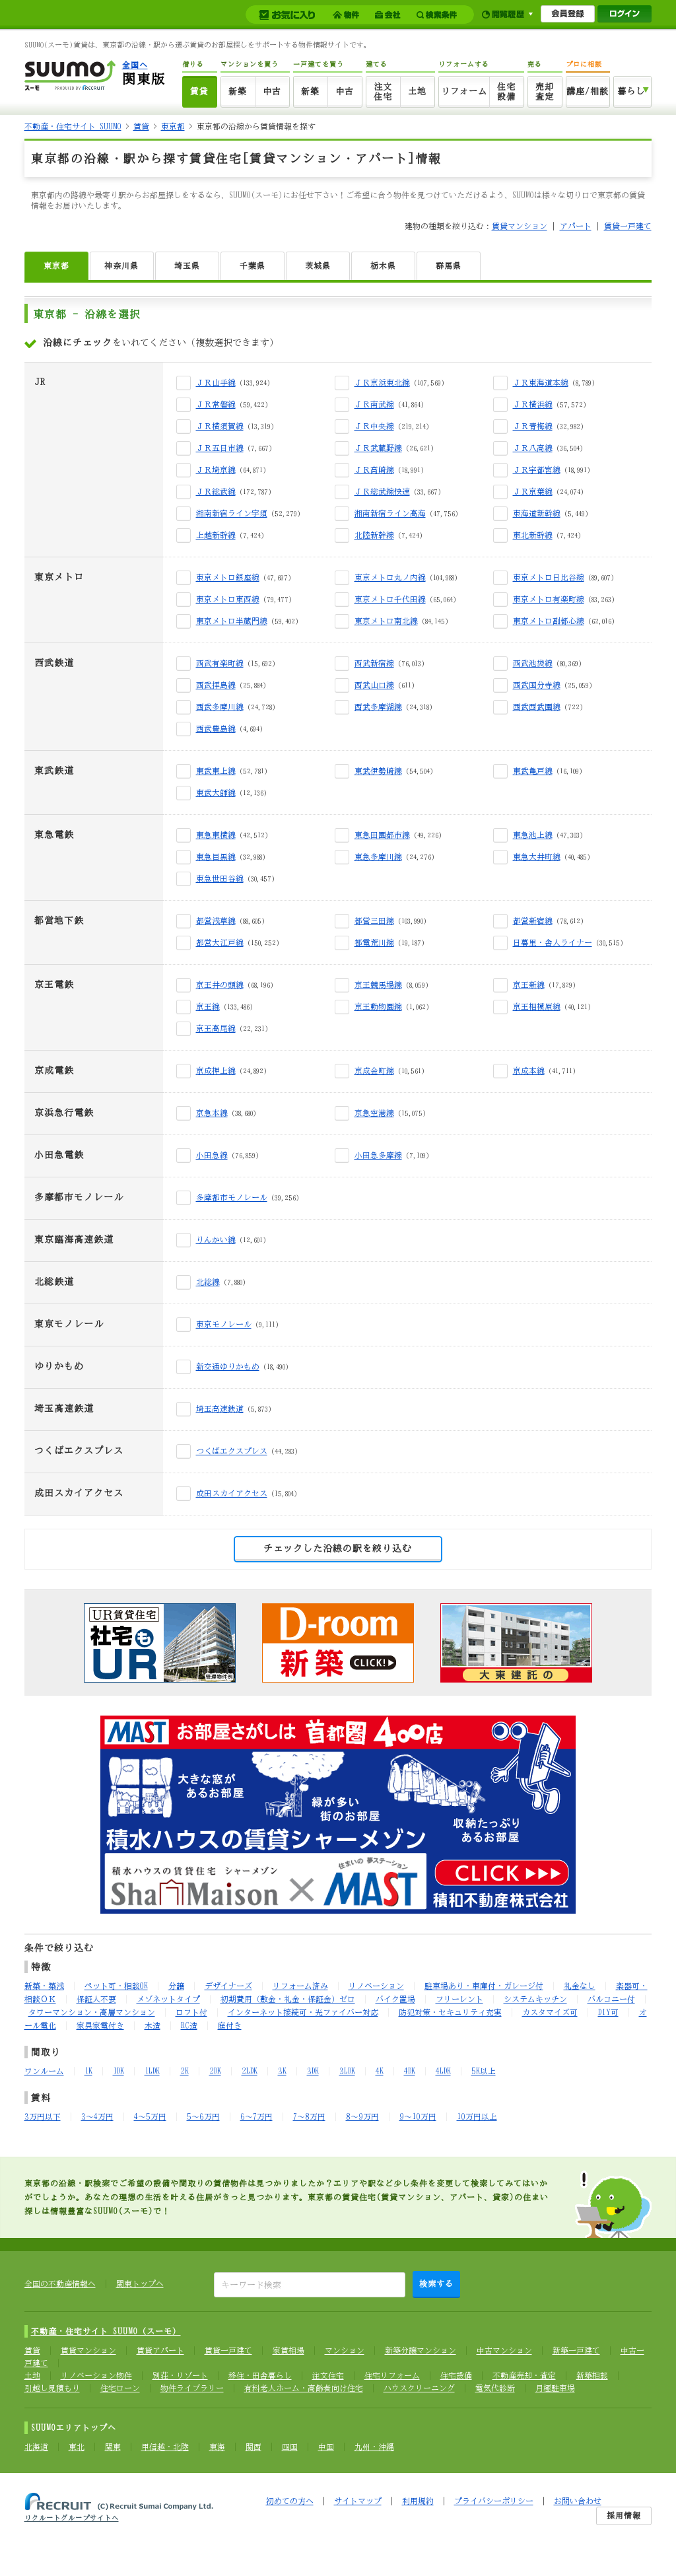 お気に入り 物件 会社 検索条件 閲覧履歴 会員登録 ログイン
SUUMO(スーモ)賃貸は、東京都の沿線・駅から選ぶ賃貸のお部屋探しをサポートする物件情報サイトです。
SUUMO スーモ PRODUCED BY RECRUIT 全国へ 関東版
借りる マンションを買う 一戸建てを買う 建てる リフォームする 売る プロに相談
賃貸 新築 中古 新築 中古 注文住宅 土地 リフォーム 住宅設備 売却査定 講座/相談 暮らし
不動産・住宅サイト SUUMO > 賃貸 > 東京都 > 東京都の沿線から賃貸情報を探す
東京都の沿線・駅から探す賃貸住宅[賃貸マンション・アパート]情報
東京都内の路線や最寄り駅からお部屋探しをするなら、SUUMO(スーモ)にお任せ下さい！ご希望に合う物件を見つけていただけるよう、SUUMOは様々な切り口で東京都の賃貸
情報をお届けいたします。
建物の種類を絞り込む：賃貸マンション | アパート | 賃貸一戸建て
東京都 神奈川県 埼玉県 千葉県 茨城県 栃木県 群馬県
東京都 - 沿線を選択
沿線にチェックをいれてください（複数選択できます）
JR
ＪＲ山手線 (133,924) ＪＲ京浜東北線 (107,569) ＪＲ東海道本線 (8,789)
ＪＲ常磐線 (59,422) ＪＲ南武線 (41,864) ＪＲ横浜線 (57,572)
ＪＲ横須賀線 (13,319) ＪＲ中央線 (219,214) ＪＲ青梅線 (32,982)
ＪＲ五日市線 (7,667) ＪＲ武蔵野線 (26,621) ＪＲ八高線 (36,504)
ＪＲ埼京線 (64,871) ＪＲ高崎線 (18,991) ＪＲ宇都宮線 (18,991)
ＪＲ総武線 (172,787) ＪＲ総武線快速 (33,667) ＪＲ京葉線 (24,074)
湘南新宿ライン宇須 (52,279) 湘南新宿ライン高海 (47,756) 東海道新幹線 (5,449)
上越新幹線 (7,424) 北陸新幹線 (7,424) 東北新幹線 (7,424)
東京メトロ
東京メトロ銀座線 (47,697) 東京メトロ丸ノ内線 (104,988) 東京メトロ日比谷線 (89,607)
東京メトロ東西線 (79,477) 東京メトロ千代田線 (65,064) 東京メトロ有楽町線 (83,263)
東京メトロ半蔵門線 (59,402) 東京メトロ南北線 (84,145) 東京メトロ副都心線 (62,016)
西武鉄道
西武有楽町線 (15,692) 西武新宿線 (76,013) 西武池袋線 (80,369)
西武拝島線 (25,884) 西武山口線 (611) 西武国分寺線 (25,059)
西武多摩川線 (24,728) 西武多摩湖線 (24,318) 西武西武園線 (722)
西武豊島線 (4,694)
東武鉄道
東武東上線 (52,781) 東武伊勢崎線 (54,504) 東武亀戸線 (16,109)
東武大師線 (12,136)
東急電鉄
東急東横線 (42,512) 東急田園都市線 (49,226) 東急池上線 (47,303)
東急目黒線 (32,988) 東急多摩川線 (24,276) 東急大井町線 (40,485)
東急世田谷線 (30,457)
都営地下鉄
都営浅草線 (88,605) 都営三田線 (103,990) 都営新宿線 (78,612)
都営大江戸線 (150,252) 都電荒川線 (19,187) 日暮里・舎人ライナー (30,515)
京王電鉄
京王井の頭線 (68,196) 京王競馬場線 (8,059) 京王新線 (17,829)
京王線 (133,486) 京王動物園線 (1,062) 京王相模原線 (40,121)
京王高尾線 (22,231)
京成電鉄
京成押上線 (24,892) 京成金町線 (10,561) 京成本線 (41,711)
京浜急行電鉄
京急本線 (38,680) 京急空港線 (15,075)
小田急電鉄
小田急線 (76,859) 小田急多摩線 (7,109)
多摩都市モノレール
多摩都市モノレール (39,256)
東京臨海高速鉄道
りんかい線 (12,601)
北総鉄道
北総線 (7,880)
東京モノレール
東京モノレール (9,111)
ゆりかもめ
新交通ゆりかもめ (18,490)
埼玉高速鉄道
埼玉高速鉄道 (5,873)
つくばエクスプレス
つくばエクスプレス (44,283)
成田スカイアクセス
成田スカイアクセス (15,804)
チェックした沿線の駅を絞り込む
UR賃貸住宅 社宅も UR 管理物件例
D-room 新築 CLICK!
大東建託の
MAST お部屋さがしは 首都圏400店
大きな窓があるお部屋
緑が多い街のお部屋
収納たっぷりあるお部屋
積水ハウスの賃貸シャーメゾン
積水ハウスの賃貸住宅 シャーメゾン ShaMaison × 住まいの夢ステーション MAST
CLICK 積和不動産株式会社
条件で絞り込む
特徴
新築・築浅 ペット可・相談OK 分譲 デザイナーズ リフォーム済み リノベーション 駐車場あり・車庫付・ガレージ付 礼金なし 楽器可・
相談ＯＫ 保証人不要 メゾネットタイプ 初期費用（敷金・礼金・保証金）ゼロ バイク置場 フリーレント システムキッチン バルコニー付
タワーマンション・高層マンション ロフト付 インターネット接続可・光ファイバー対応 防犯対策・セキュリティ充実 カスタマイズ可 DIY可 オ
ール電化 家具家電付き 木造 RC造 庭付き
間取り
ワンルーム 1K 1DK 1LDK 2K 2DK 2LDK 3K 3DK 3LDK 4K 4DK 4LDK 5K以上
賃料
3万円以下 3～4万円 4～5万円 5～6万円 6～7万円 7～8万円 8～9万円 9～10万円 10万円以上
東京都の沿線・駅検索でご希望の設備や間取りの賃借物件は見つかりましたか？エリアや駅など少し条件を変更して検索してみてはいか
がでしょうか。あなたの理想の生活を叶える住居がきっと見つかります。東京都の賃貸住宅(賃貸マンション、アパート、貸家)の住まい
探しは情報豊富なSUUMO(スーモ)で！
全国の不動産情報へ 関東トップへ キーワード検索 検索する
不動産・住宅サイト SUUMO（スーモ）
賃貸 賃貸マンション 賃貸アパート 賃貸一戸建て 家賃相場 マンション 新築分譲マンション 中古マンション 新築一戸建て 中古一
戸建て
土地 リノベーション物件 別荘・リゾート 移住・田舎暮らし 注文住宅 住宅リフォーム 住宅設備 不動産売却・査定 新築相談
引越し見積もり 住宅ローン 物件ライブラリー 有料老人ホーム・高齢者向け住宅 ハウスクリーニング 電気代診断 月極駐車場
SUUMOエリアトップへ
北海道 東北 関東 甲信越・北陸 東海 関西 四国 中国 九州・沖縄
RECRUIT (C)Recruit Sumai Company Ltd. 初めての方へ | サイトマップ | 利用規約 | プライバシーポリシー | お問い合わせ
リクルートグループサイトへ 採用情報